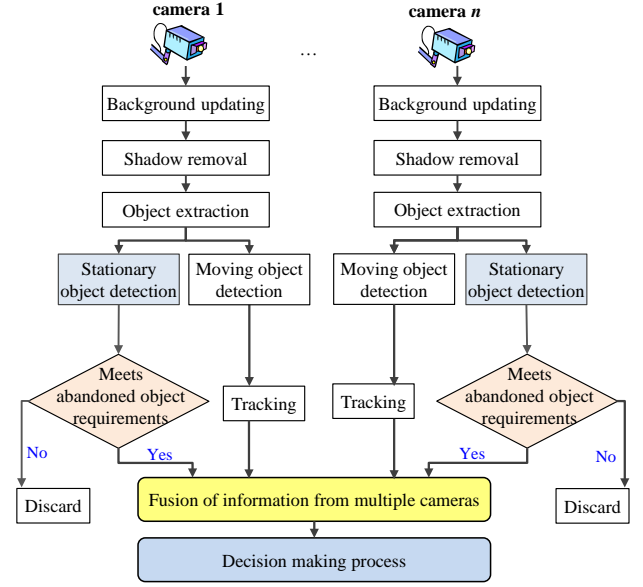 camera 1
...
camera n
Background updating
Background updating
Shadow removal
Shadow removal
Object extraction
Object extraction
Stationary
object detection
Moving object
detection
Moving object
detection
Stationary
object detection
Meets
abandoned object
requirements
Tracking
Tracking
Meets
abandoned object
requirements
No
Yes
Yes
No
Discard
Fusion of information from multiple cameras
Discard
Decision making process